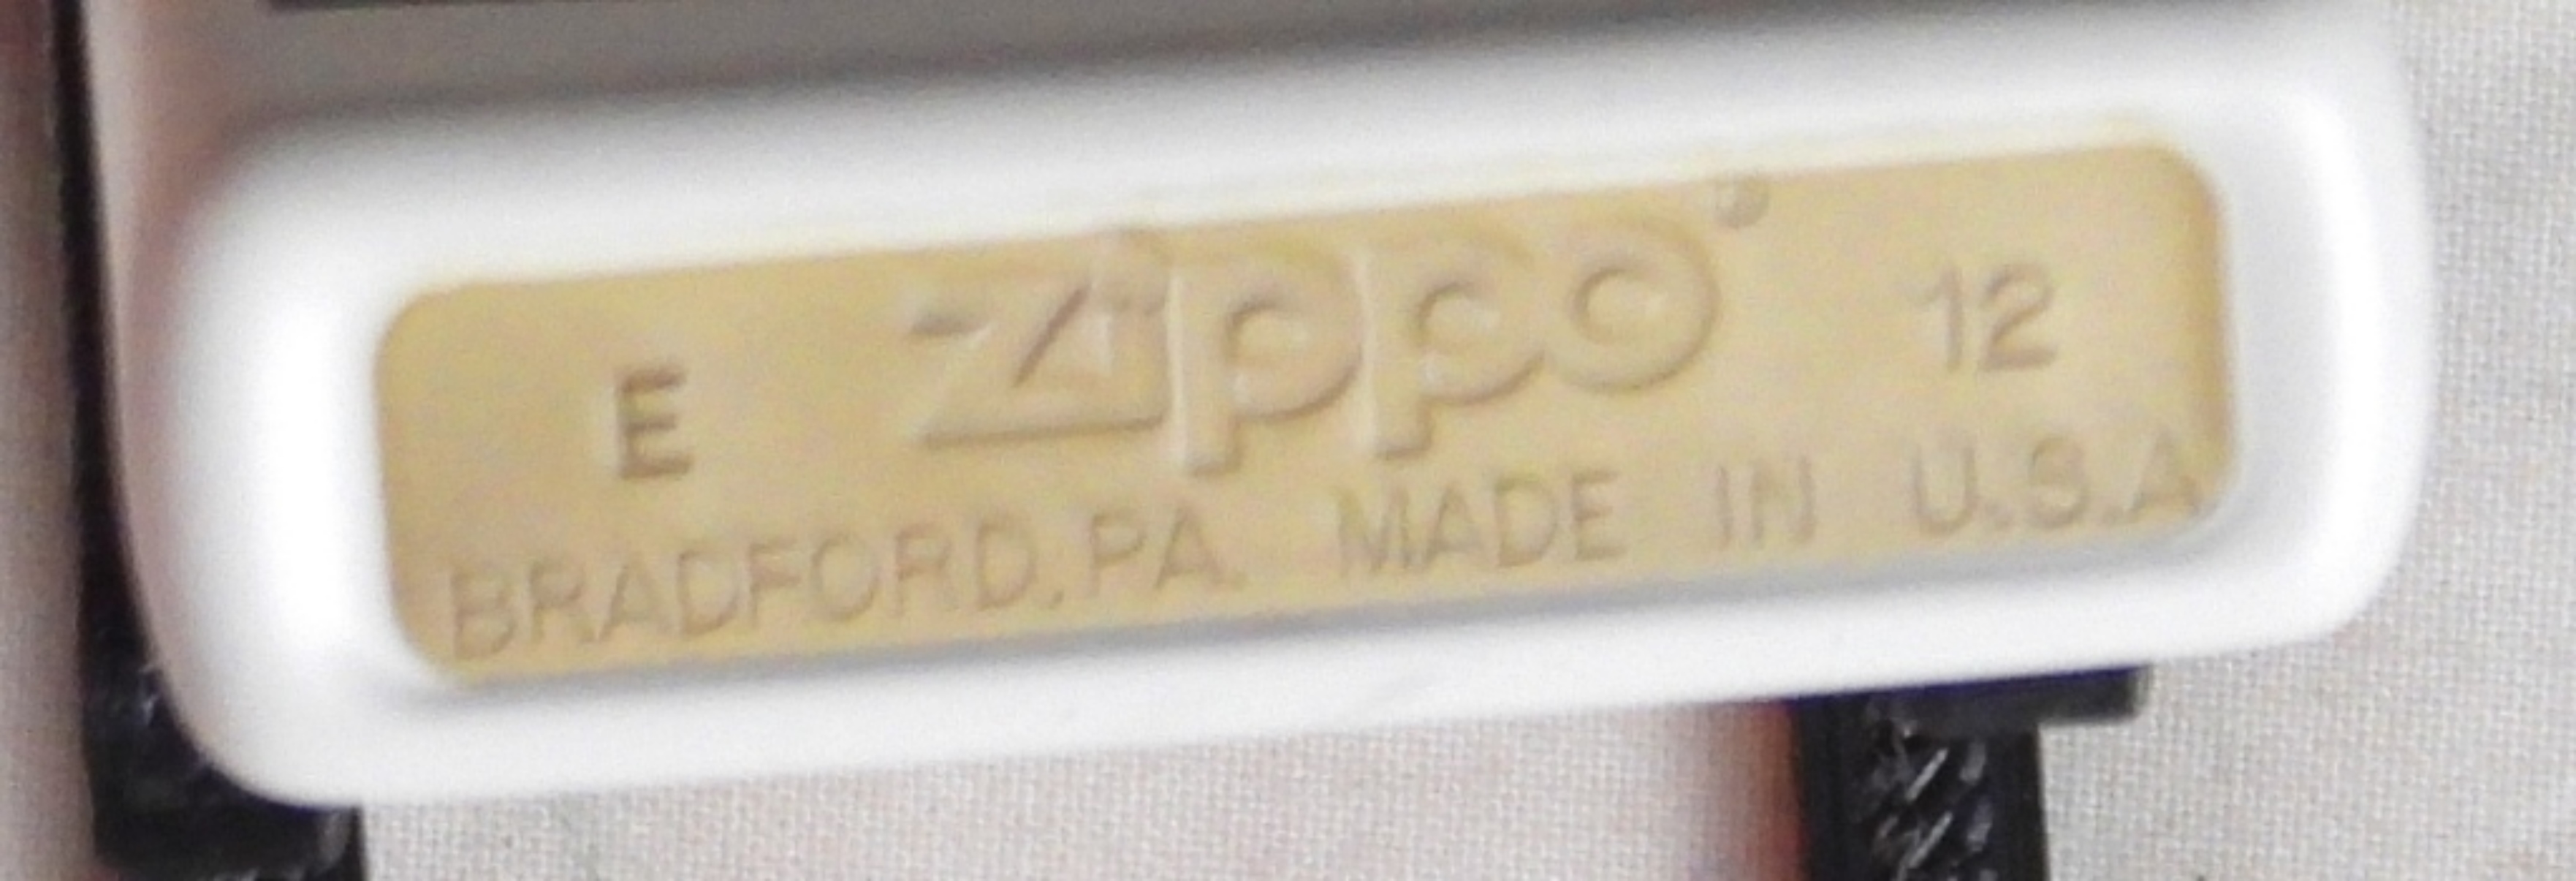 E Zippo® 12
BRADFORD, PA. MADE IN U.S.A